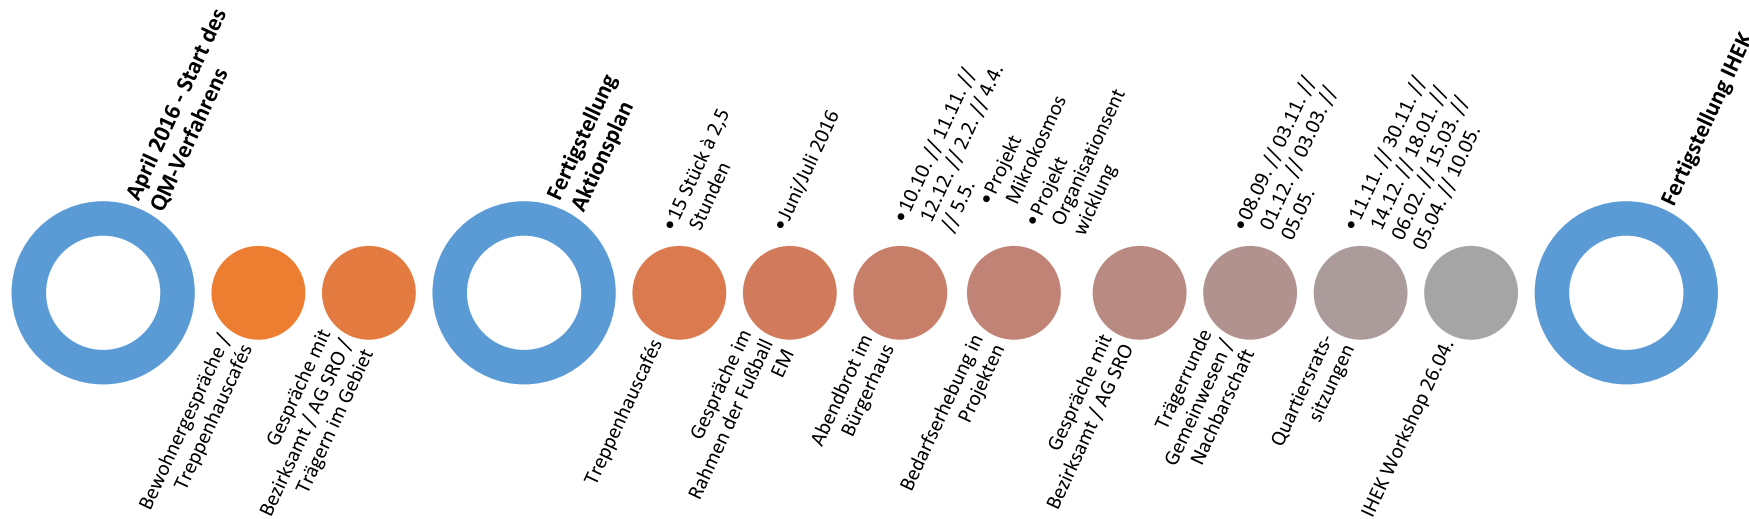 April 2016 - Start des
QM-Verfahrens
Bewohnergespräche /
Treppenhauscafés
Gespräche mit
Bezirksamt / AG SRO /
Trägern im Gebiet
Fertigstellung
Aktionsplan
•15 Stück à 2,5
Stunden
Treppenhauscafés
•Juni/Juli 2016
Gespräche im
Rahmen der Fußball
EM
•10.10. // 11.11. //
12.12. // 2.2. // 4.4.
// 5.5.
Abendbrot im
Bürgerhaus
•Projekt
Mikrokosmos
•Projekt
Organisationsent
wicklung
Bedarfserhebung in
Projekten
Gespräche mit
Bezirksamt / AG SRO
•08.09. // 03.11. //
01.12. // 03.03. //
05.05.
Trägerrunde
Gemeinwesen /
Nachbarschaft
•11.11. // 30.11. //
14.12. // 18.01. //
06.02. // 15.03. //
05.04. // 10.05.
Quartiersrats-
sitzungen
IHEK Workshop 26.04.
Fertigstellung IHEK